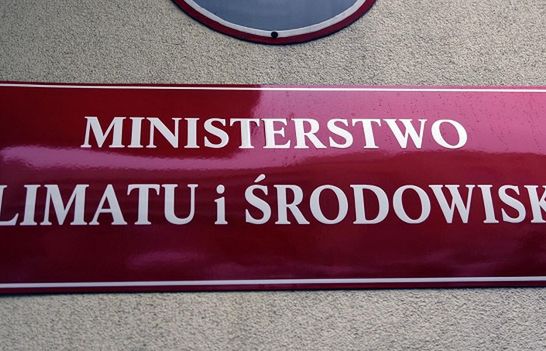 MINISTERSTWO
LIMATU i ŚRODOWISK